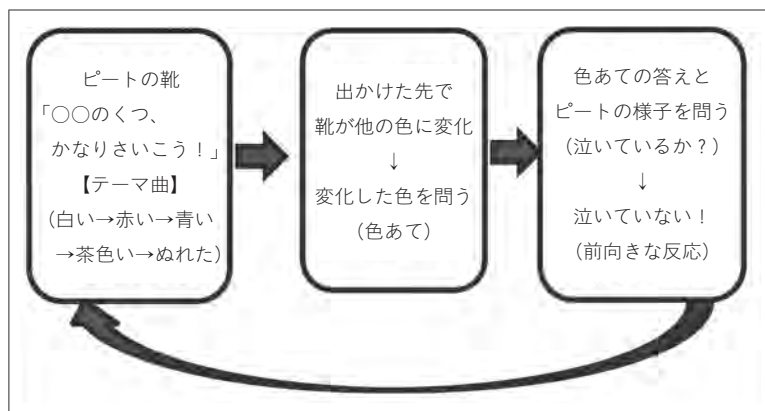 ピートの靴
「○○のくつ、
かなりさいこう！」
【テーマ曲】
（白い→赤い→青い
→茶色い→ぬれた）
出かけた先で
靴が他の色に変化
↓
変化した色を問う
（色あて）
色あての答えと
ピートの様子を問う
（泣いているか？）
↓
泣いていない！
（前向きな反応）